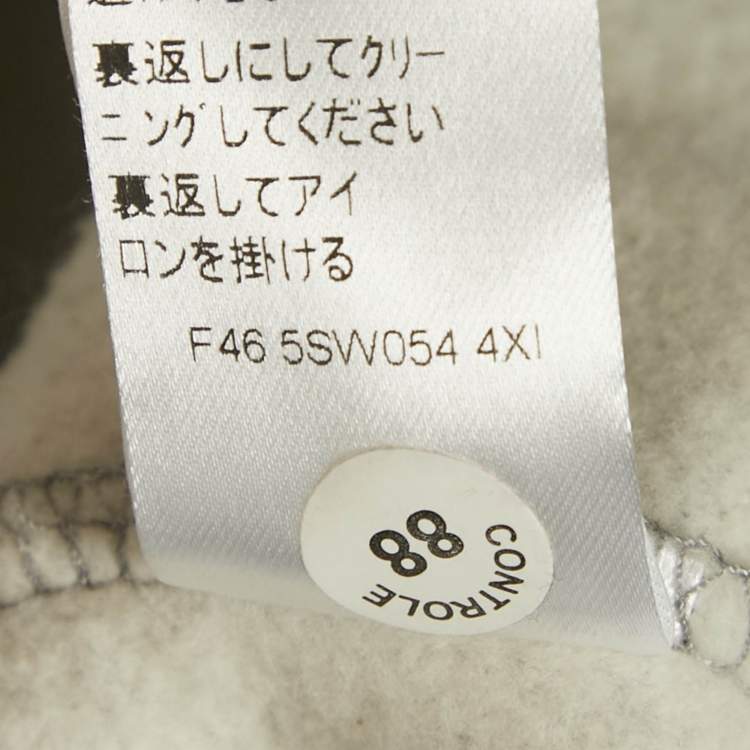 裏返しにしてクリー
ニングしてください
裏返してアイ
ロンを掛ける
F46 5SW054 4XI
88
CONTROLE